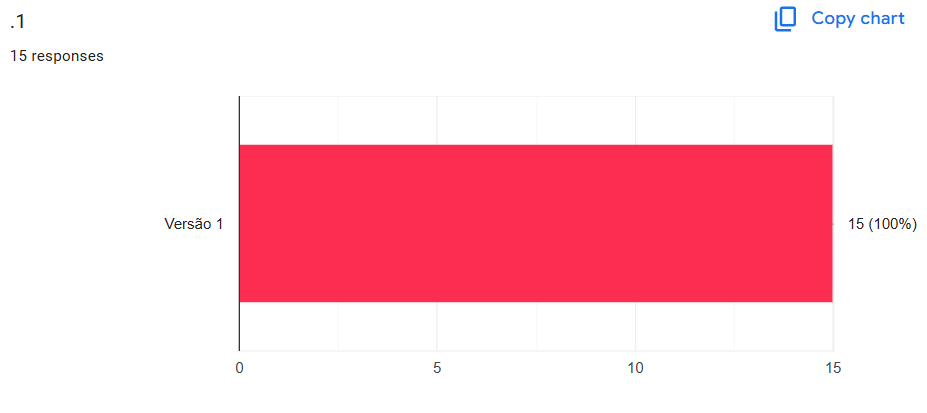 .1
Copy chart
15 responses
Versão 1
15 (100%)
0 5 10 15